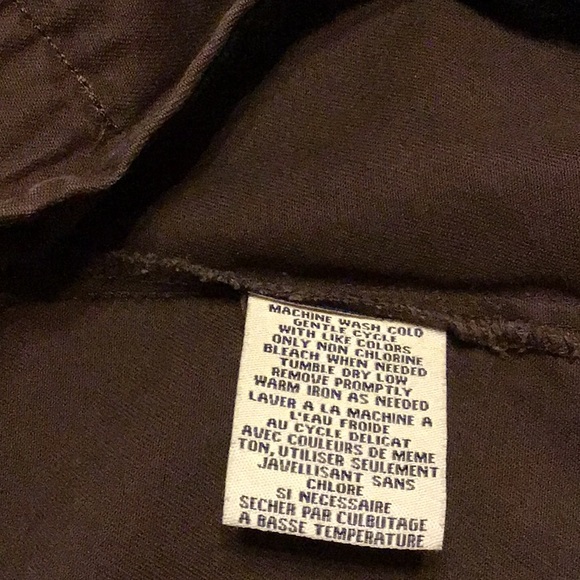 MACHINE WASH COLD
GENTLE CYCLE
WITH LIKE COLORS
ONLY NON CHLORINE
BLEACH WHEN NEEDED
TUMBLE DRY LOW
REMOVE PROMPTLY
WARM IRON AS NEEDED
LAVER A LA MACHINE A
L'EAU FROIDE
AU CYCLE DELICAT
AVEC COULEURS DE MEME
TON, UTILISER SEULEMENT
JAVELLISANT SANS
CHLORE
SI NECESSAIRE
SECHER PAR CULBUTAGE
A BASSE TEMPERATURE